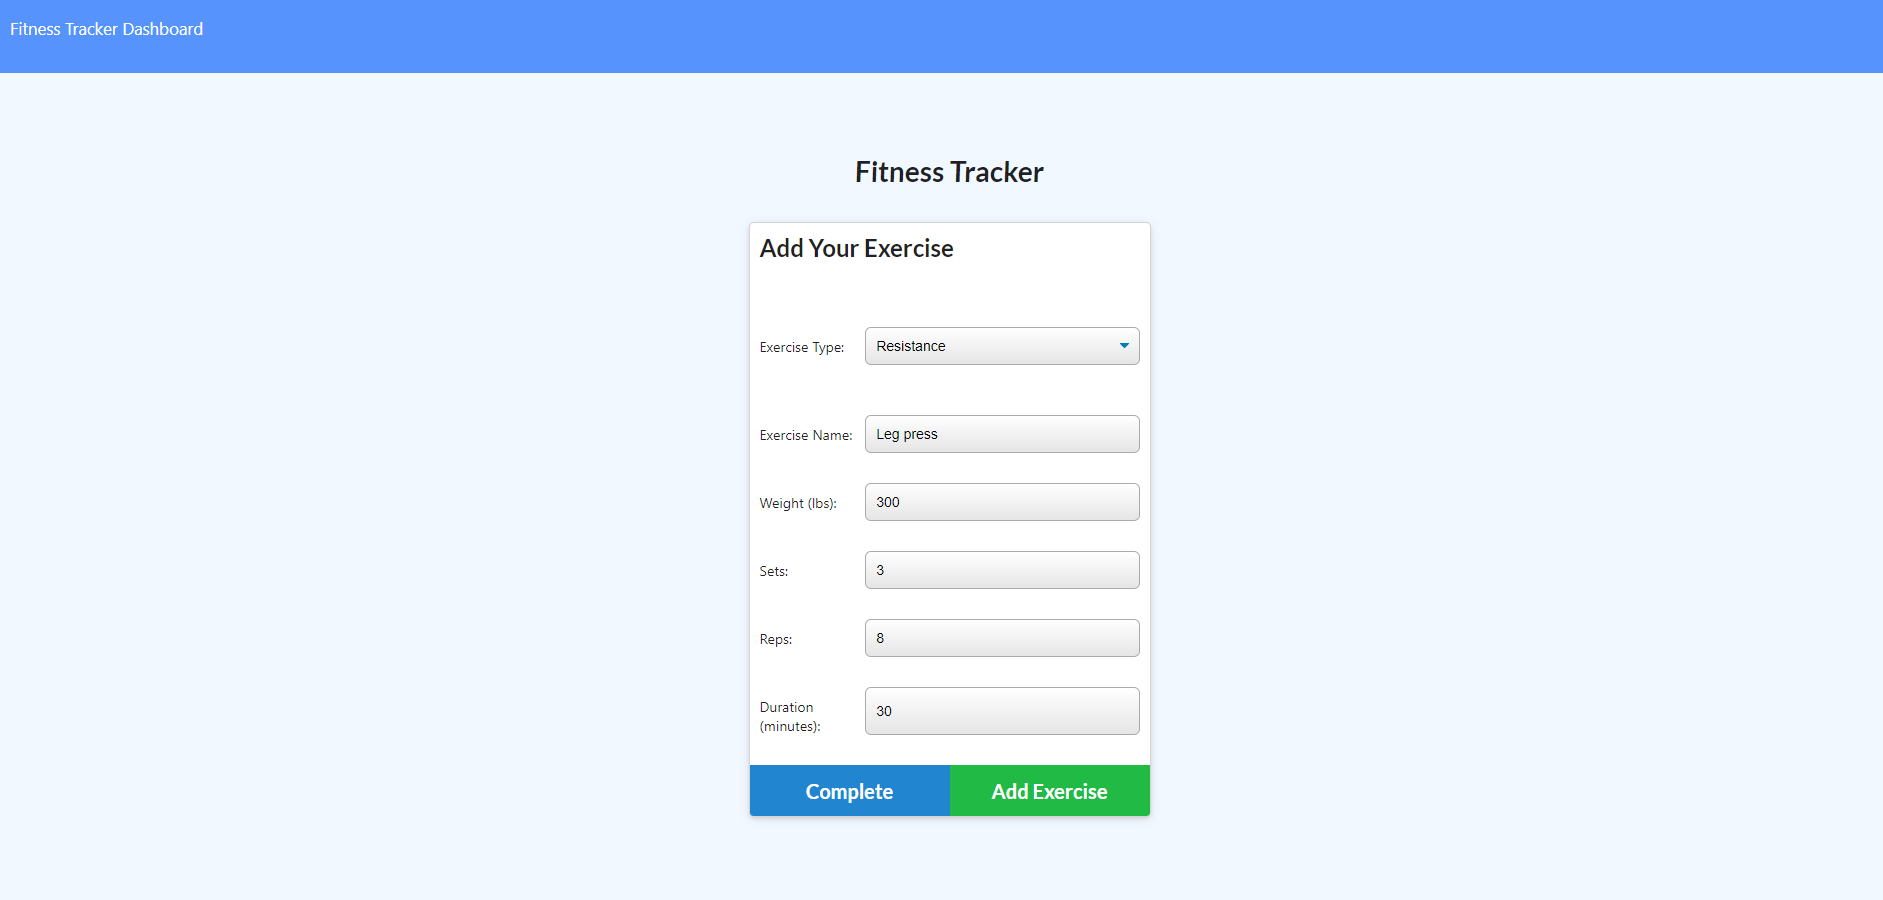 Fitness Tracker Dashboard
Fitness Tracker
Add Your Exercise
Exercise Type: Resistance
Exercise Name: Leg press
Weight (lbs): 300
Sets: 3
Reps: 8
Duration
(minutes): 30
Complete Add Exercise